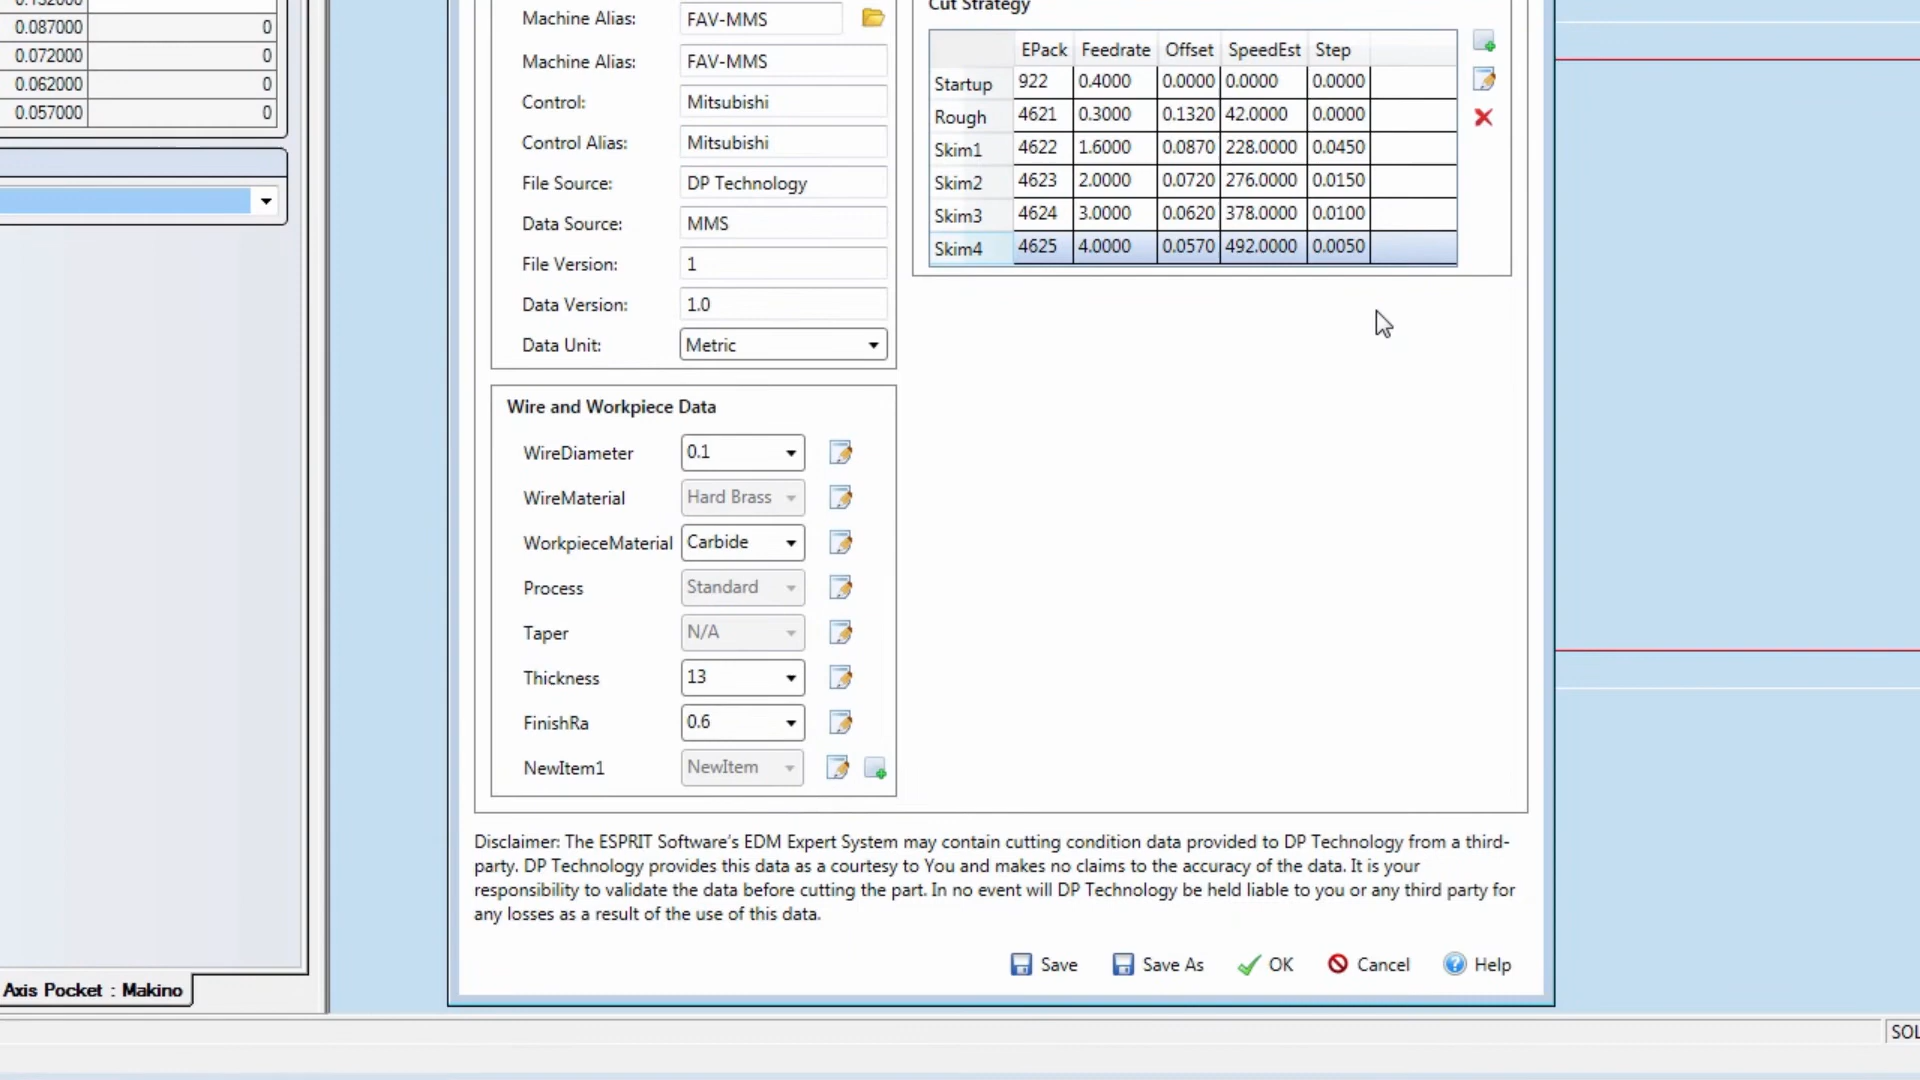 0.087000 0
0.072000 0
0.062000 0
0.057000 0
Axis Pocket : Makino
Machine Alias: FAV-MMS
Machine Alias: FAV-MMS
Control: Mitsubishi
Control Alias: Mitsubishi
File Source: DP Technology
Data Source: MMS
File Version: 1
Data Version: 1.0
Data Unit: Metric
Wire and Workpiece Data
WireDiameter 0.1
WireMaterial Hard Brass
WorkpieceMaterial Carbide
Process Standard
Taper N/A
Thickness 13
FinishRa 0.6
NewItem1 NewItem
Cut Strategy
EPack Feedrate Offset SpeedEst Step
Startup 922 0.4000 0.0000 0.0000 0.0000
Rough 4621 0.3000 0.1320 42.0000 0.0000
Skim1 4622 1.6000 0.0870 228.0000 0.0450
Skim2 4623 2.0000 0.0720 276.0000 0.0150
Skim3 4624 3.0000 0.0620 378.0000 0.0100
Skim4 4625 4.0000 0.0570 492.0000 0.0050
Disclaimer: The ESPRIT Software's EDM Expert System may contain cutting condition data provided to DP Technology from a third-
party. DP Technology provides this data as a courtesy to You and makes no claims to the accuracy of the data. It is your
responsibility to validate the data before cutting the part. In no event will DP Technology be held liable to you or any third party for
any losses as a result of the use of this data.
Save Save As OK Cancel Help